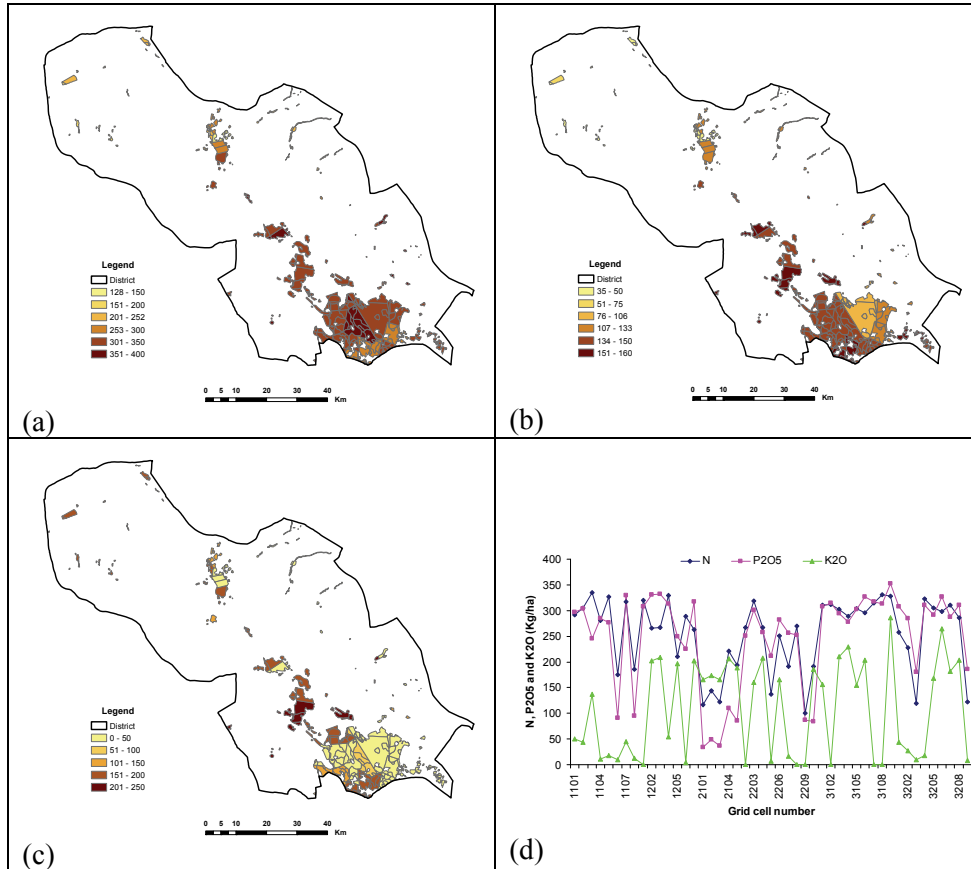 Legend
District
128 - 150
151 - 200
201 - 252
253 - 300
301 - 350
351 - 400
0 5 10 20 30 40
Km
(a)
Legend
District
35 - 50
51 - 75
76 - 106
107 - 133
134 - 150
151 - 160
0 5 10 20 30 40
Km
(b)
Legend
District
0 - 50
51 - 100
101 - 150
151 - 200
201 - 250
0 5 10 20 30 40
Km
(c)
N P2O5 K2O
N, P2O5 and K2O (Kg/ha)
400
350
300
250
200
150
100
50
0
1101 1104 1107 1202 1205 2101 2104 2203 2206 2209 3102 3105 3108 3202 3205 3208
Grid cell number
(d)